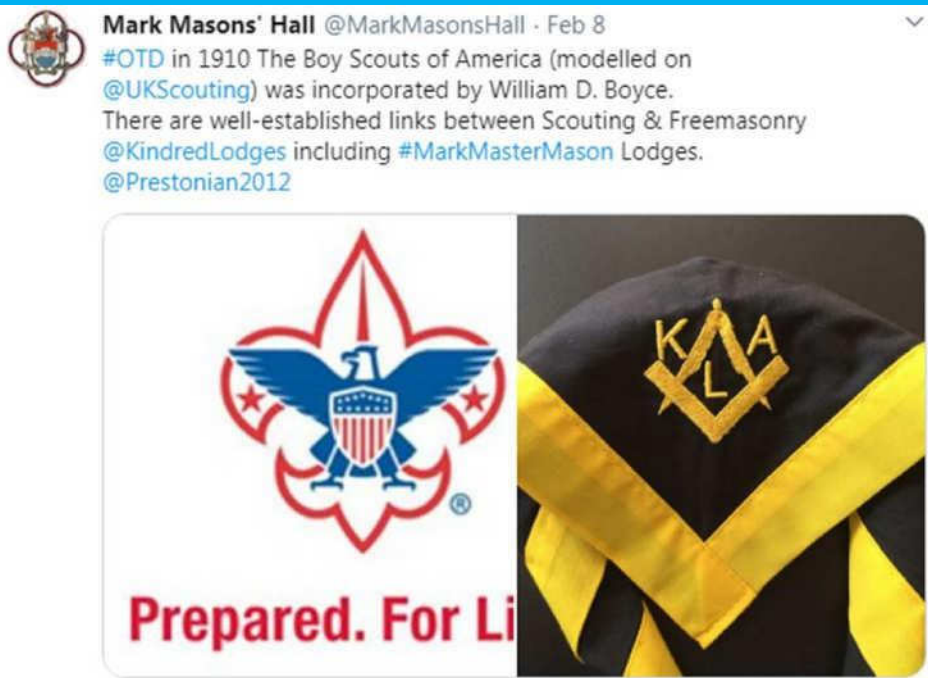 Mark Masons' Hall @MarkMasonsHall · Feb 8
#OTD in 1910 The Boy Scouts of America (modelled on
@UKScouting) was incorporated by William D. Boyce.
There are well-established links between Scouting & Freemasonry
@KindredLodges including #MarkMasterMason Lodges.
@Prestonian2012
®
Prepared. For Li
K A
L